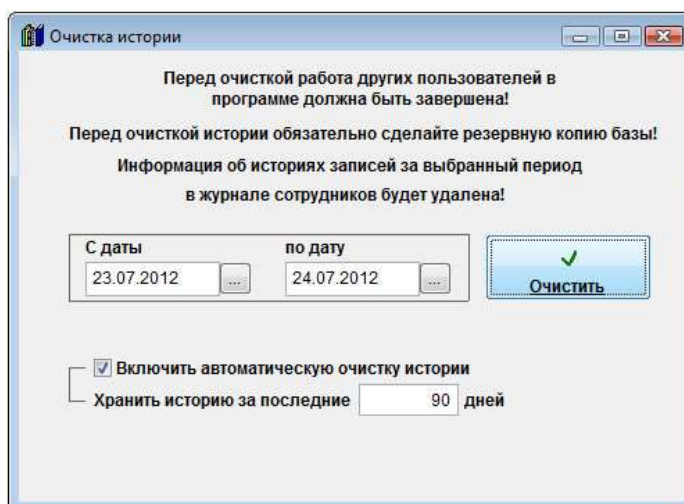 Очистка истории
Перед очисткой работа других пользователей в
программе должна быть завершена!
Перед очисткой истории обязательно сделайте резервную копию базы!
Информация об историях записей за выбранный период
в журнале сотрудников будет удалена!
С даты по дату
23.07.2012 ... 24.07.2012 ...
Очистить
Включить автоматическую очистку истории
Хранить историю за последние 90 дней